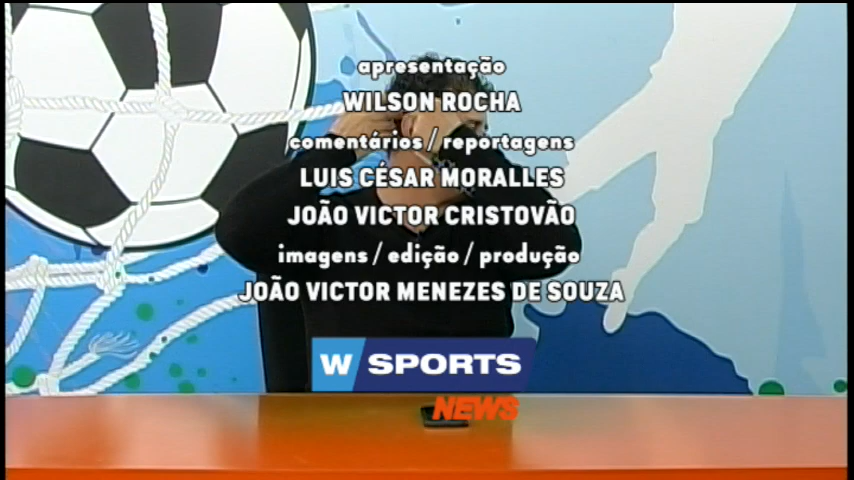 apresentação
WILSON ROCHA
comentários / reportagens
LUIS CÉSAR MORALLES
JOÃO VICTOR CRISTOVÃO
imagens / edição / produção
JOÃO VICTOR MENEZES DE SOUZA
W SPORTS
NEWS